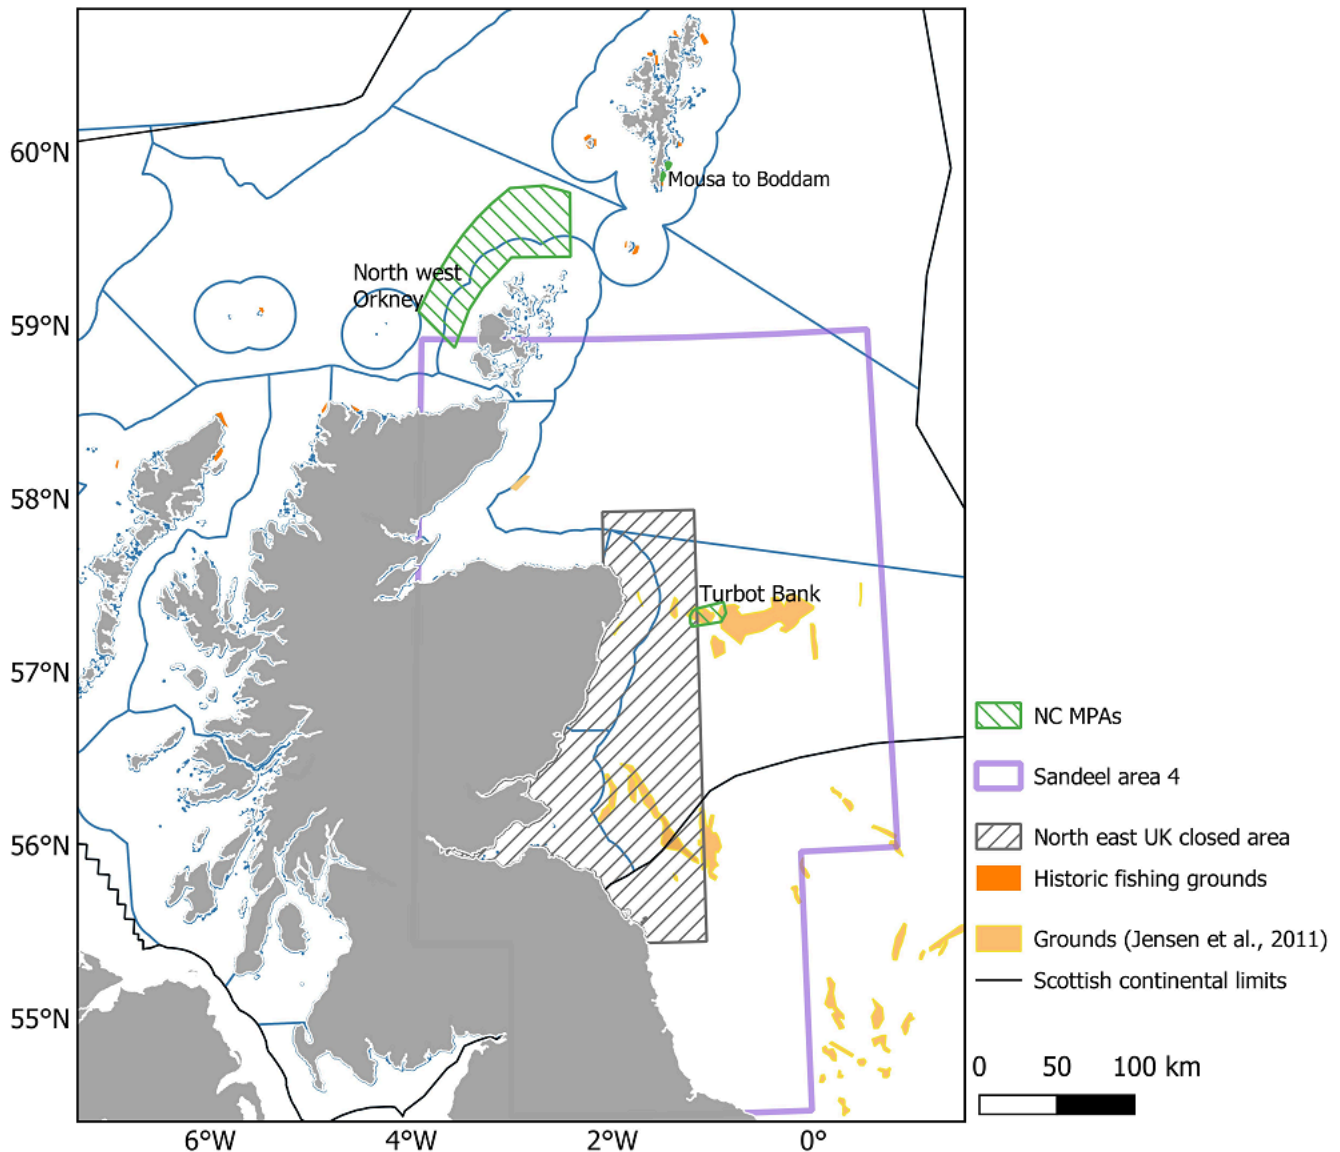 60°N
Mousa to Boddam
North west
Orkney
59°N
58°N
Turbot Bank
57°N
NC MPAs
Sandeel area 4
56°N
North east UK closed area
Historic fishing grounds
Grounds (Jensen et al., 2011)
Scottish continental limits
55°N
0 50 100 km
6°W 4°W 2°W 0°